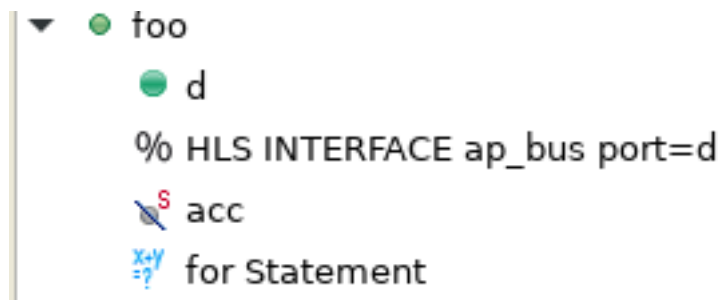 foo
d
% HLS INTERFACE ap_bus port=d
acc
for Statement